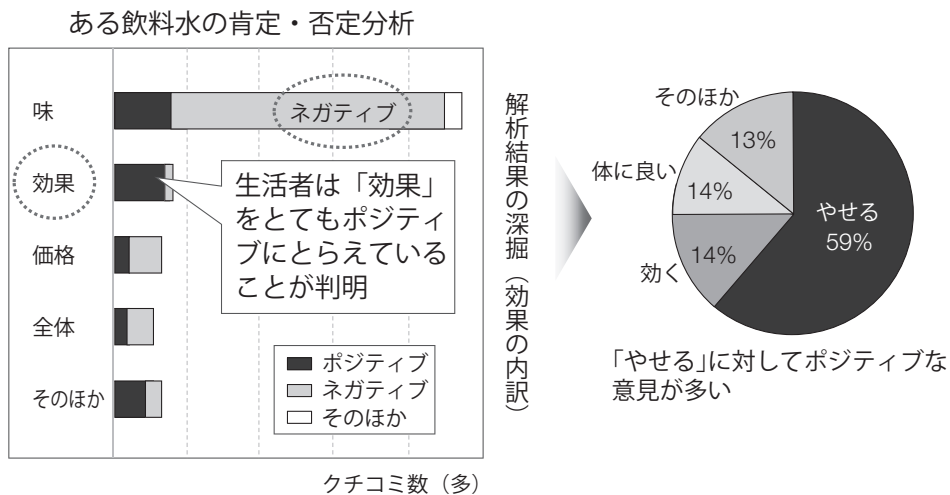 ある飲料水の肯定・否定分析
味
ネガティブ
効果
生活者は「効果」
をとてもポジティ
ブにとらえている
ことが判明
価格
全体
そのほか
ポジティブ
ネガティブ
そのほか
クチコミ数（多）
解析結果の深掘（効果の内訳）
そのほか
13%
体に良い
14%
効く
14%
やせる
59%
「やせる」に対してポジティブな
意見が多い